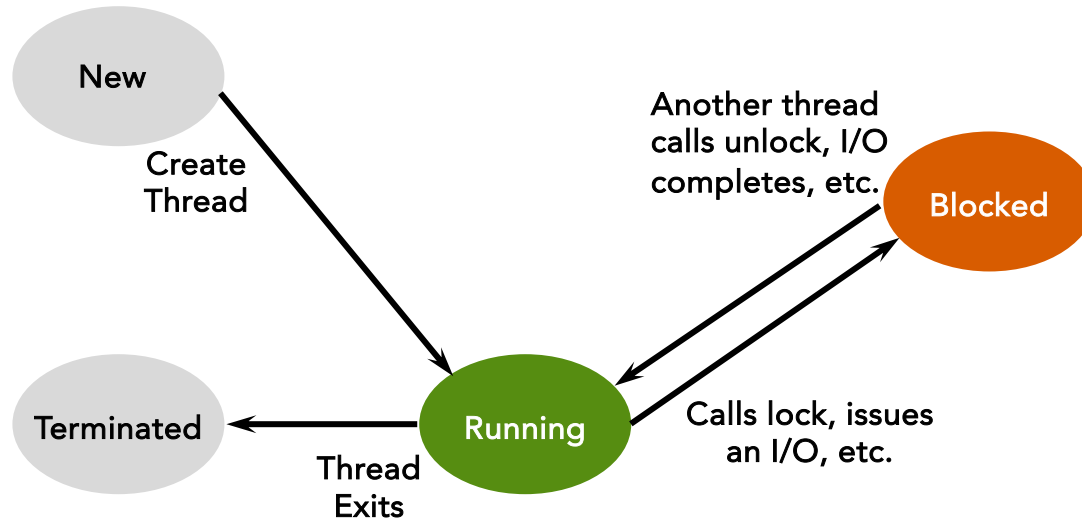 New
Create
Thread
Another thread
calls unlock, I/O
completes, etc.
Blocked
Terminated
Thread
Exits
Running
Calls lock, issues
an I/O, etc.